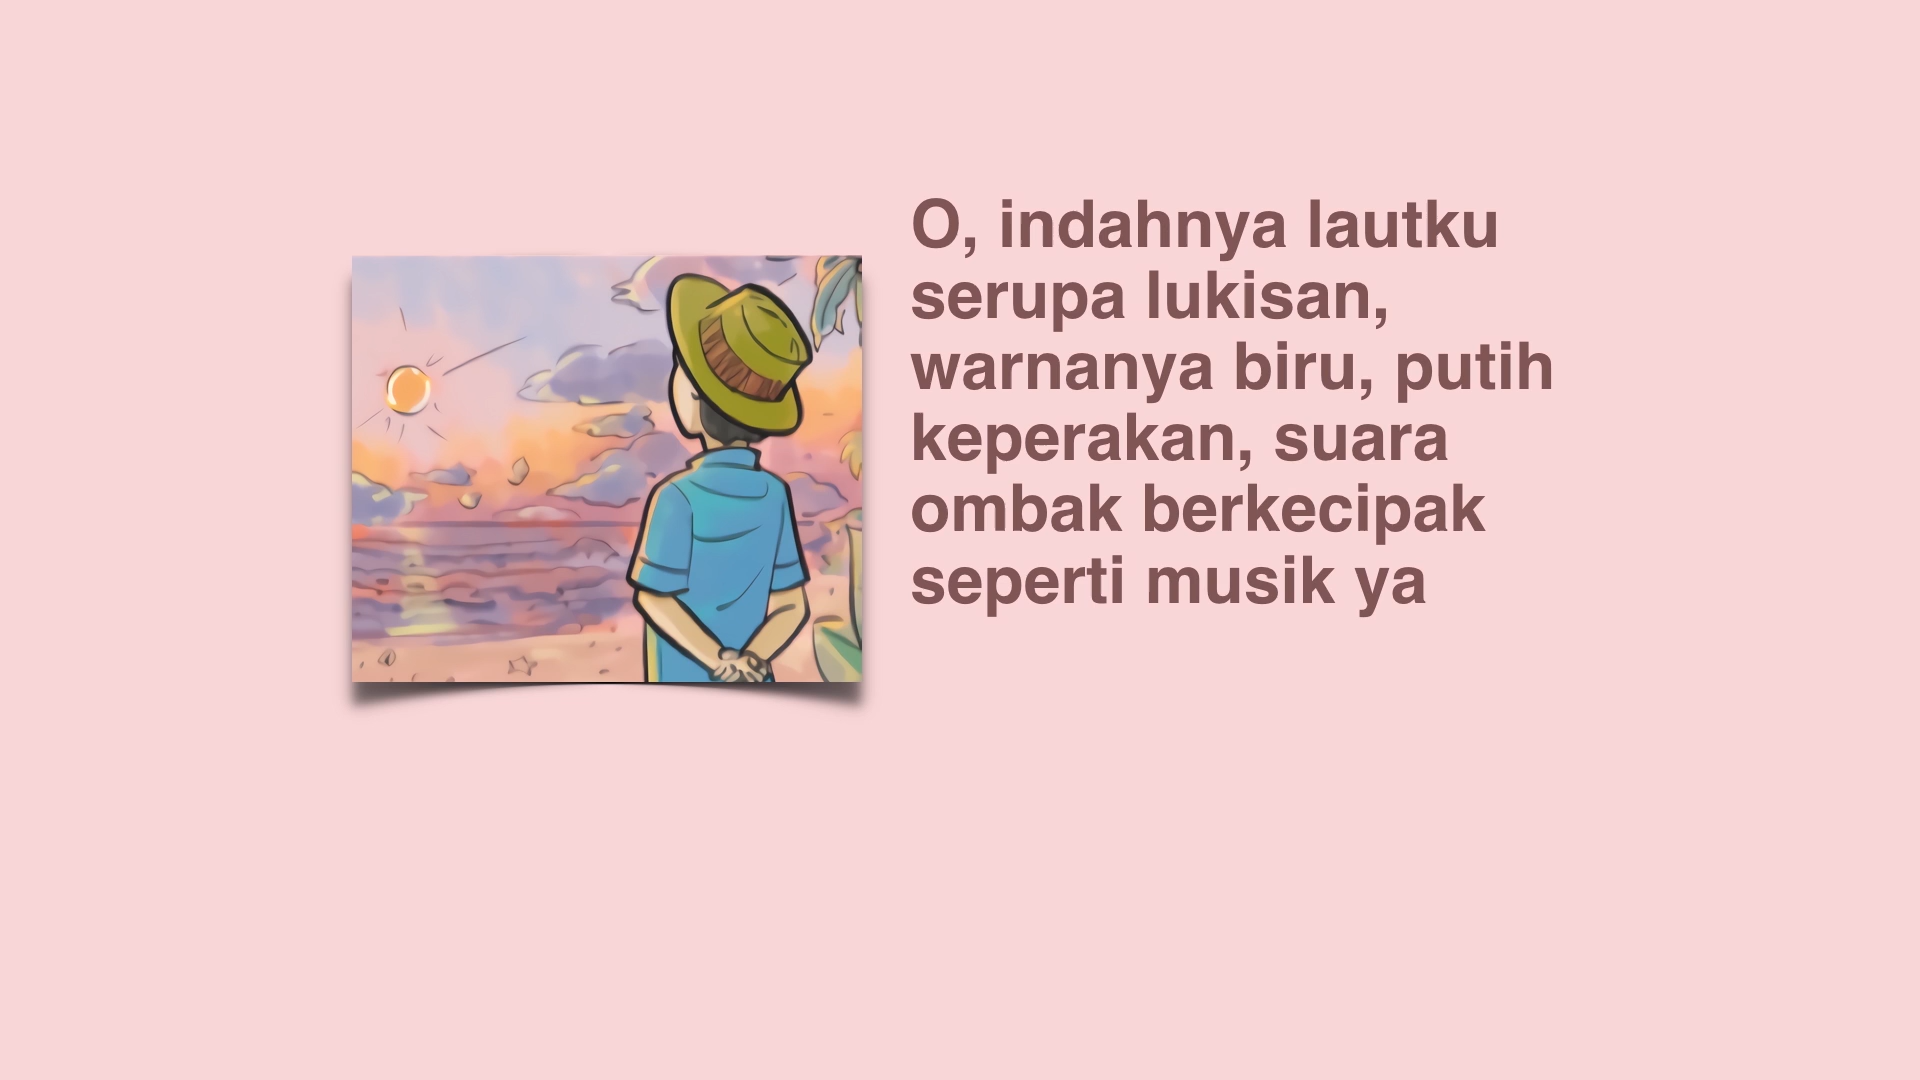 O, indahnya lautku
serupa lukisan,
warnanya biru, putih
keperakan, suara
ombak berkecipak
seperti musik ya